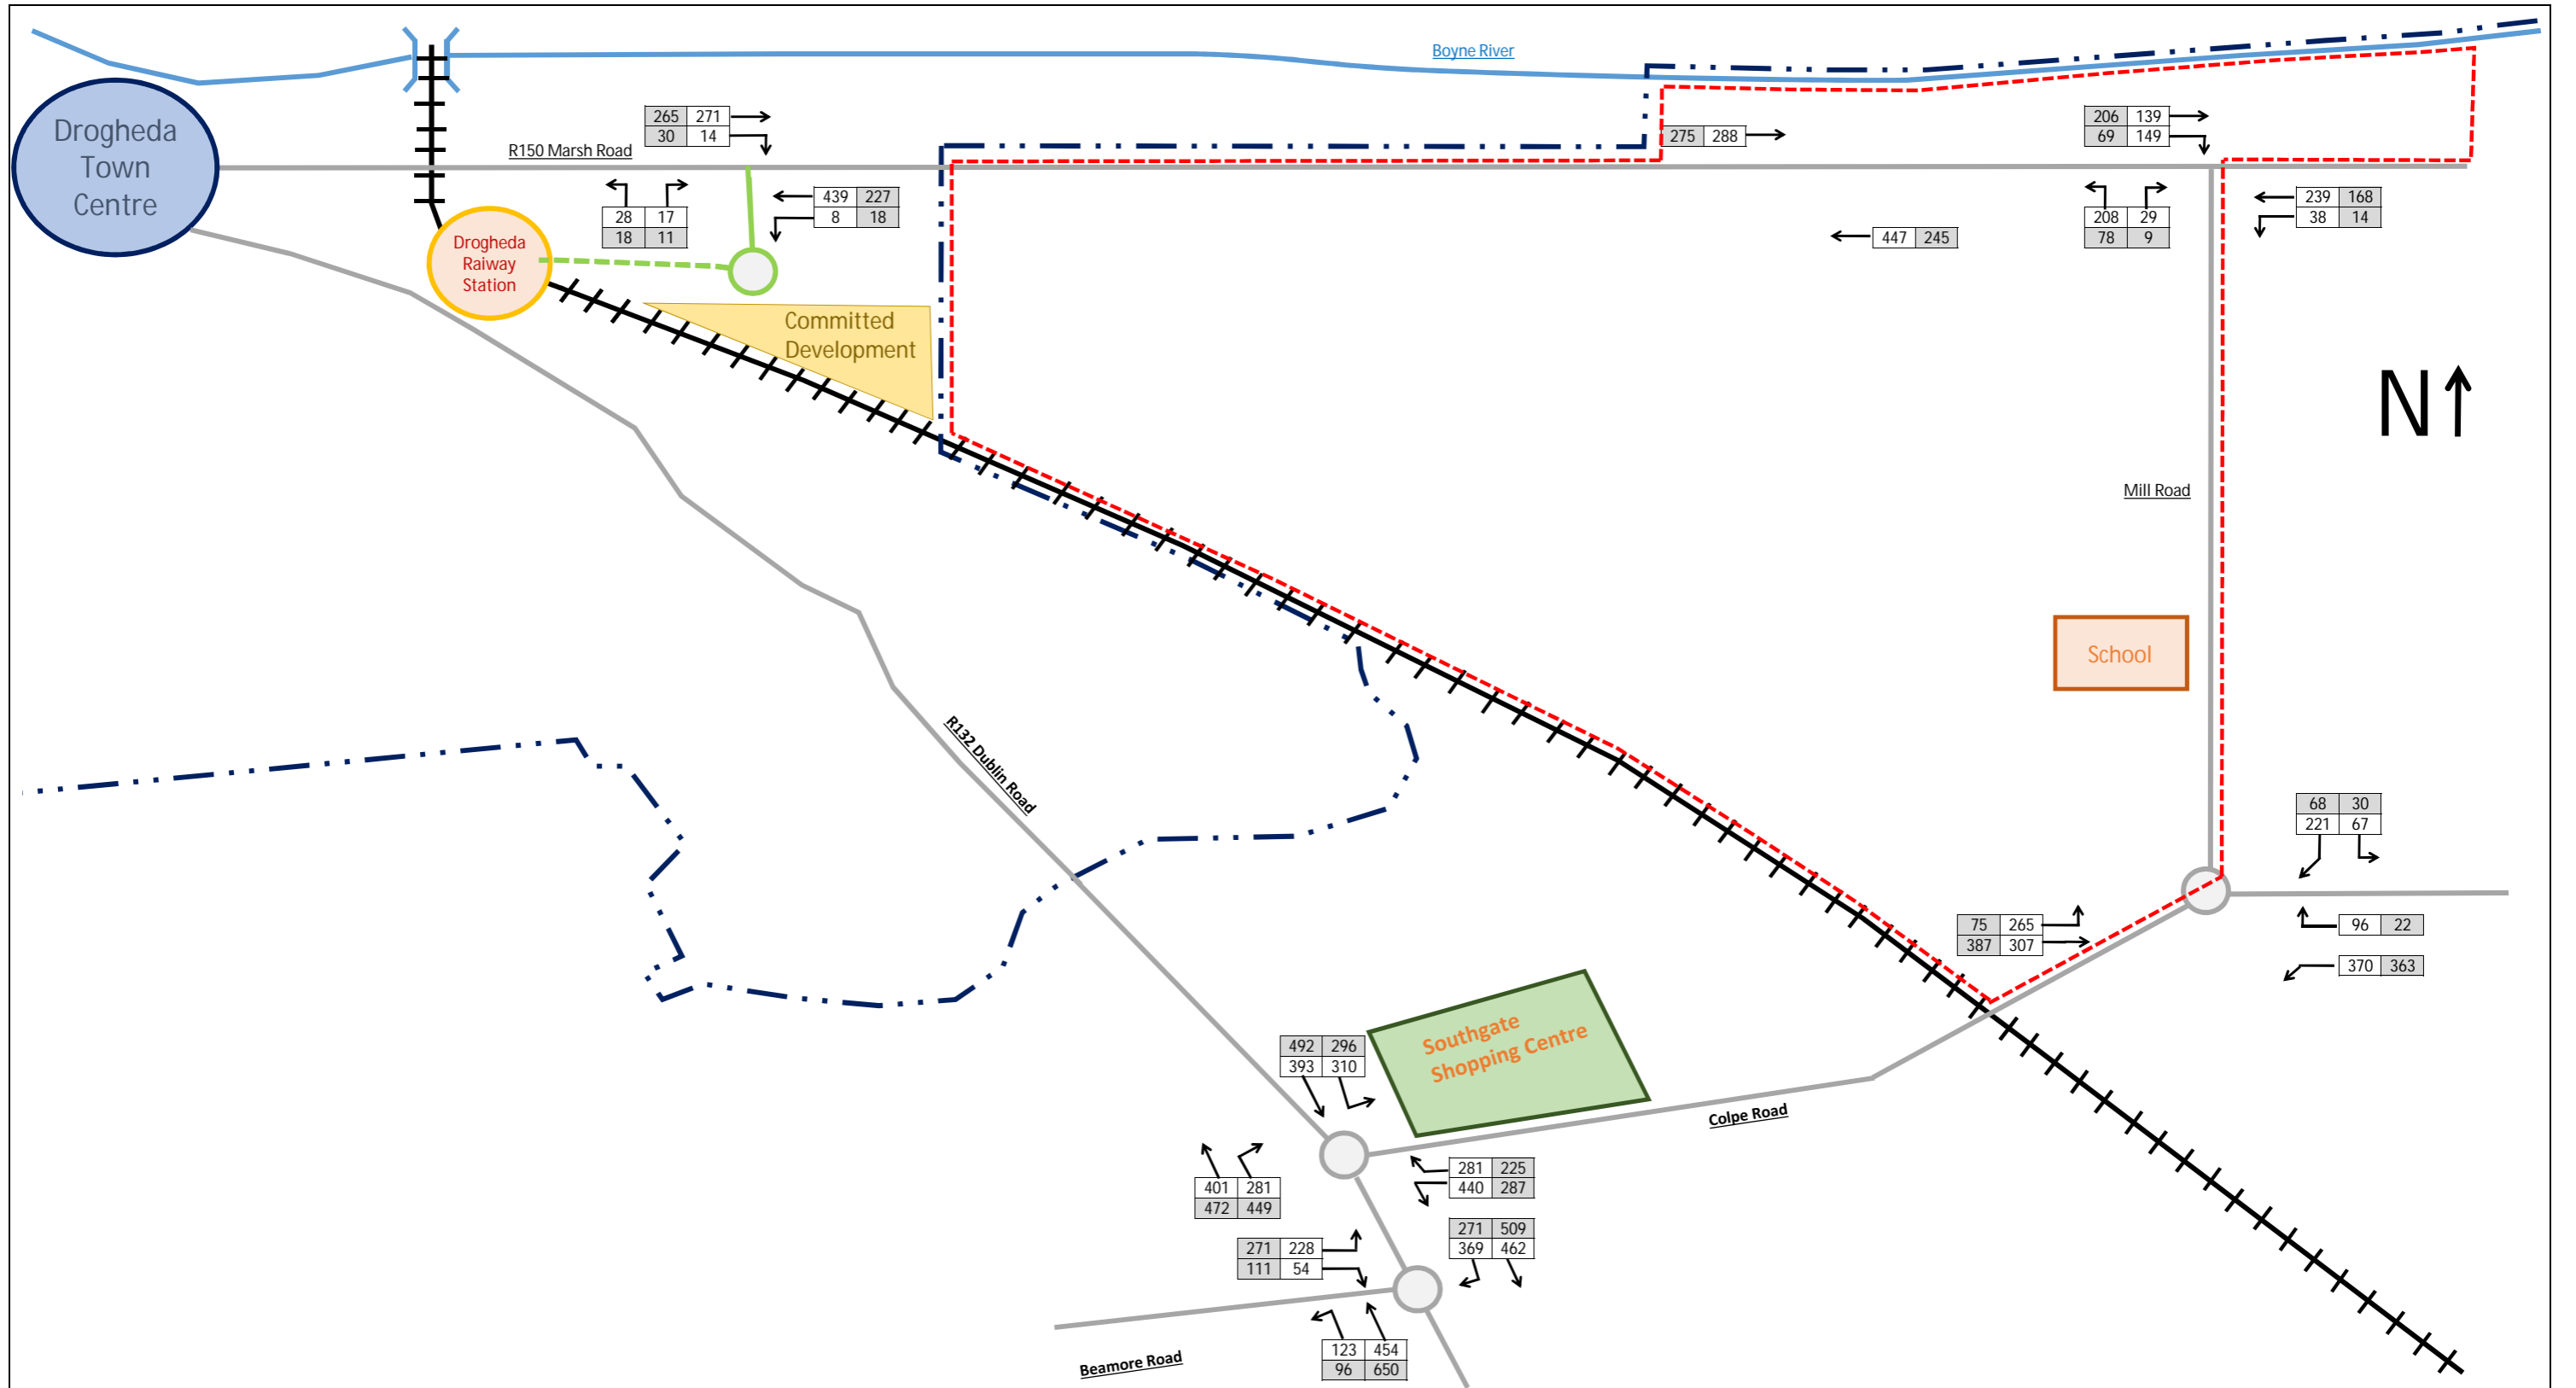 Boyne River
Drogheda
Town
Centre
265 271
30 14
R150 Marsh Road
275 288
206 139
69 149
28 17
18 11
439 227
8 18
447 245
208 29
78 9
239 168
38 14
Drogheda
Raiway
Station
Committed
Development
N
Mill Road
School
R132 Dublin Road
68 30
221 67
75 265
387 307
96 22
370 363
Southgate
Shopping Centre
492 296
393 310
Colpe Road
401 281
472 449
281 225
440 287
271 228
111 54
271 509
369 462
123 454
96 650
Beamore Road